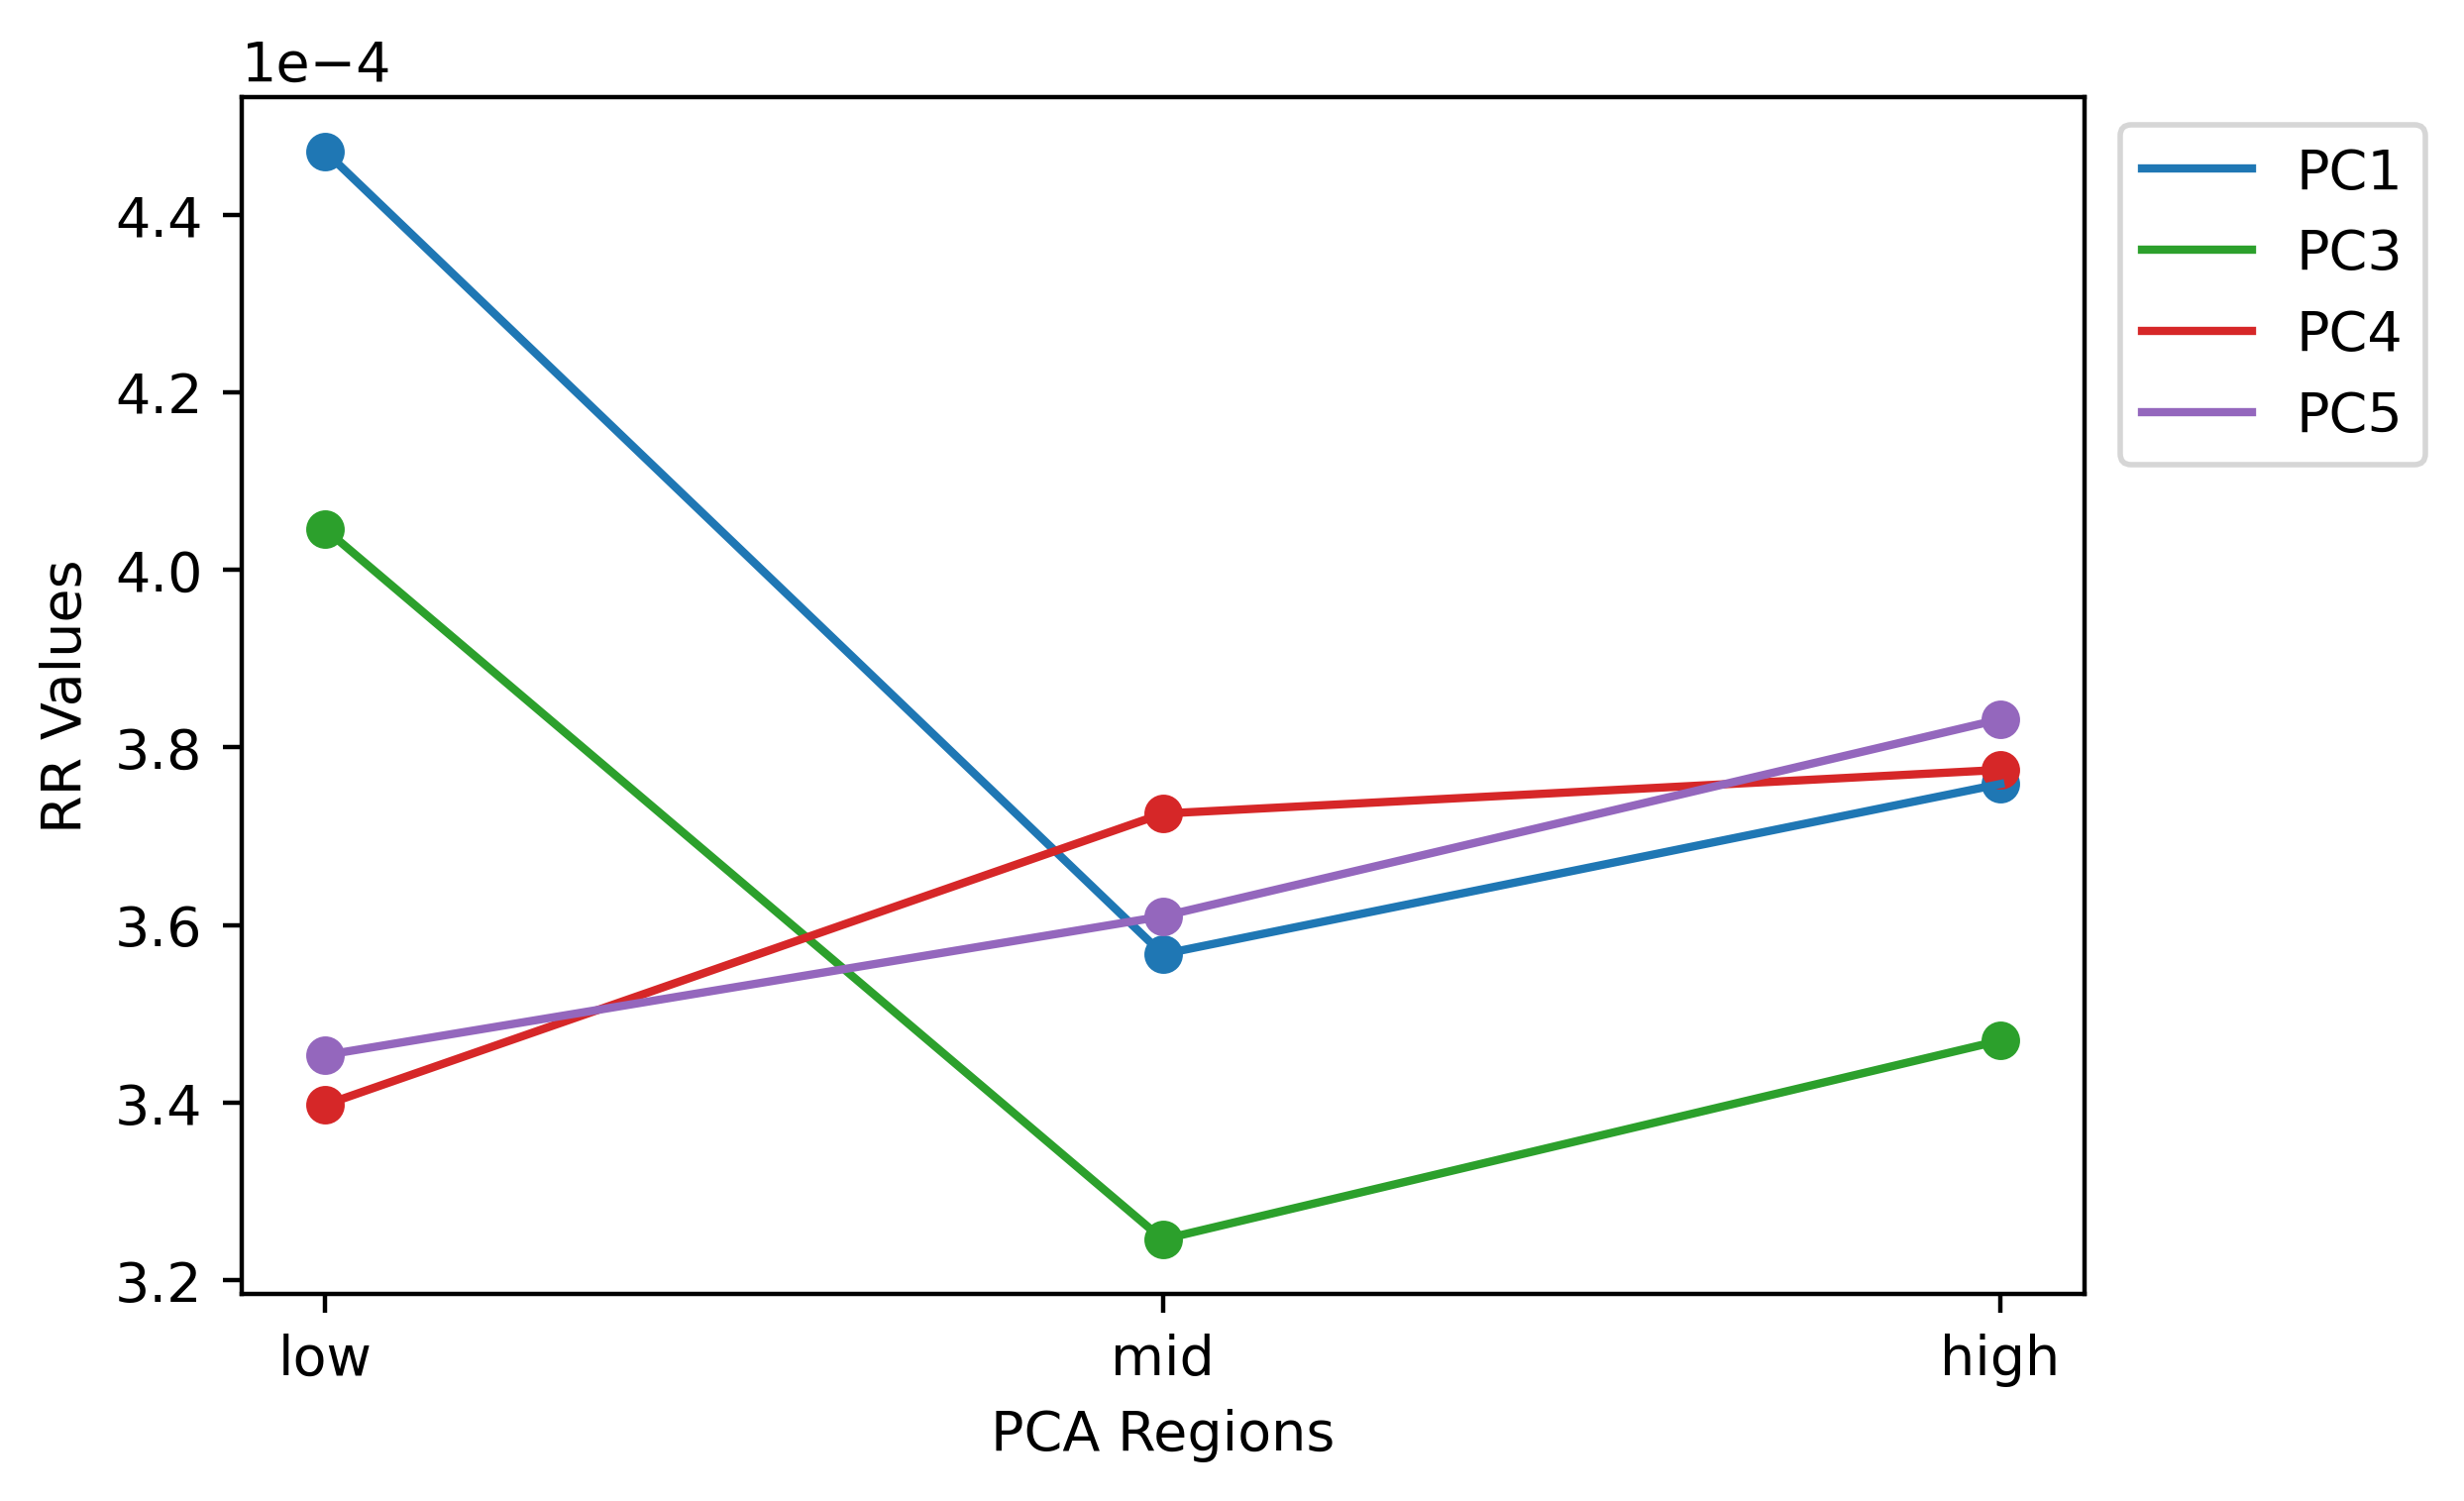 1e−4
4.4
4.2
4.0
3.8
3.6
3.4
3.2
RR Values
low mid high
PCA Regions
PC1
PC3
PC4
PC5